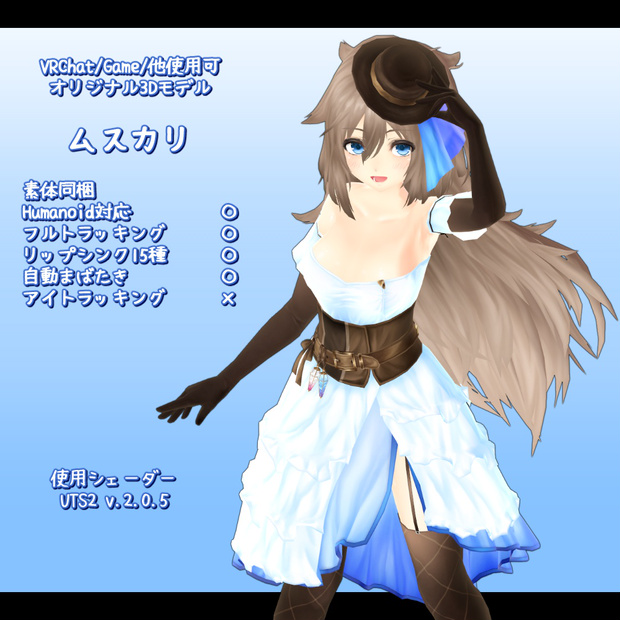 VRChat/Game/他使用可
オリジナル3Dモデル
ムスカリ
素体同梱
Humanoid対応 ○
フルトラッキング ○
リップシンク15種 ○
自動まばたき ○
アイトラッキング ×
使用シェーダー
UTS2 v.2.0.5